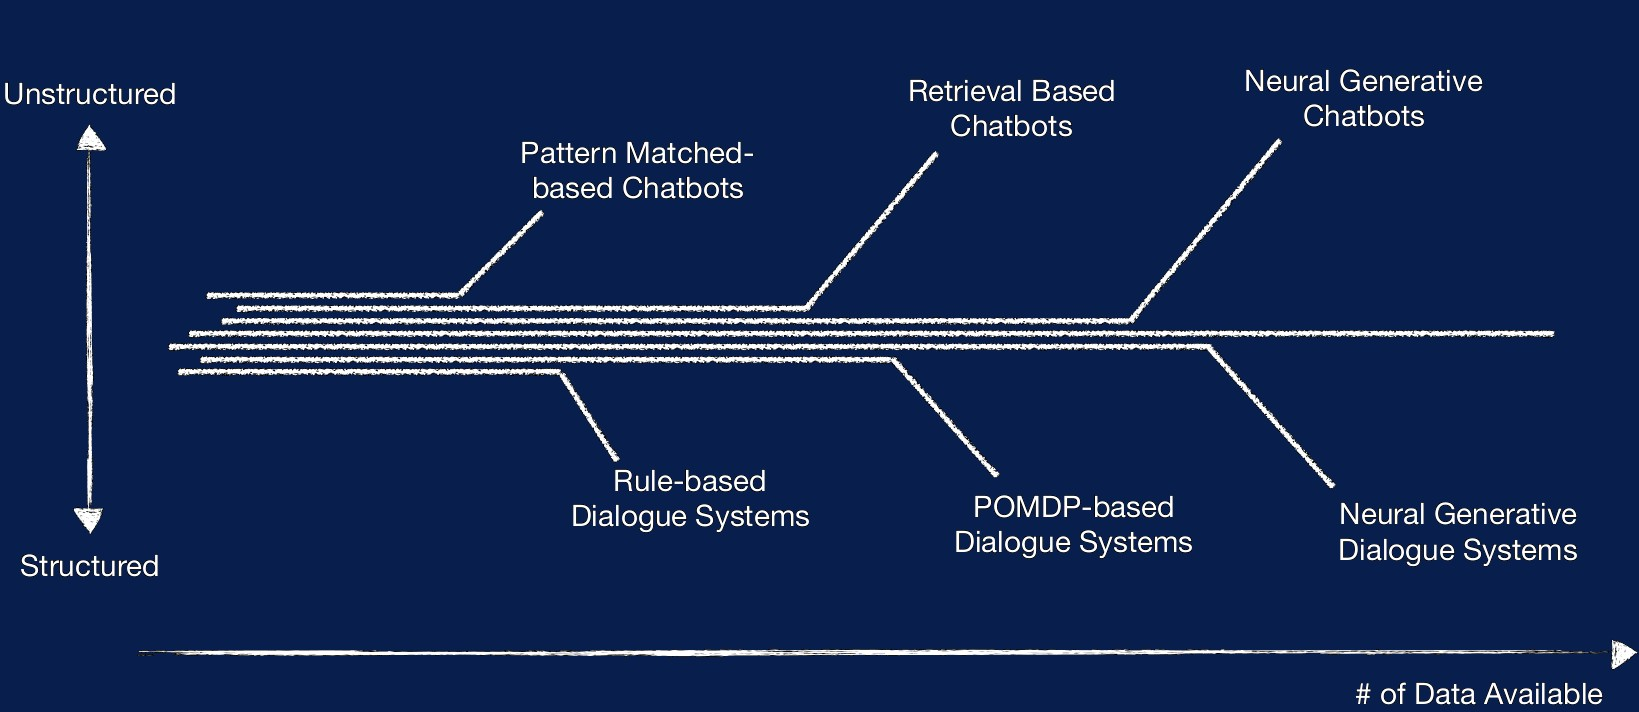 Unstructured
Pattern Matched-
based Chatbots
Retrieval Based
Chatbots
Neural Generative
Chatbots
Rule-based
Dialogue Systems
POMDP-based
Dialogue Systems
Neural Generative
Dialogue Systems
Structured
# of Data Available